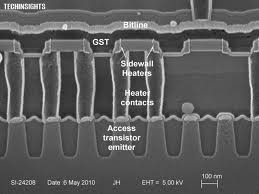 TECHINSIGHTS
Bitline
GST
Sidewall
Heaters
Heater
contacts
Access
transistor
emitter
100 nm
SI-24208
Date :6 May 2010
JH
EHT = 5.00 kV